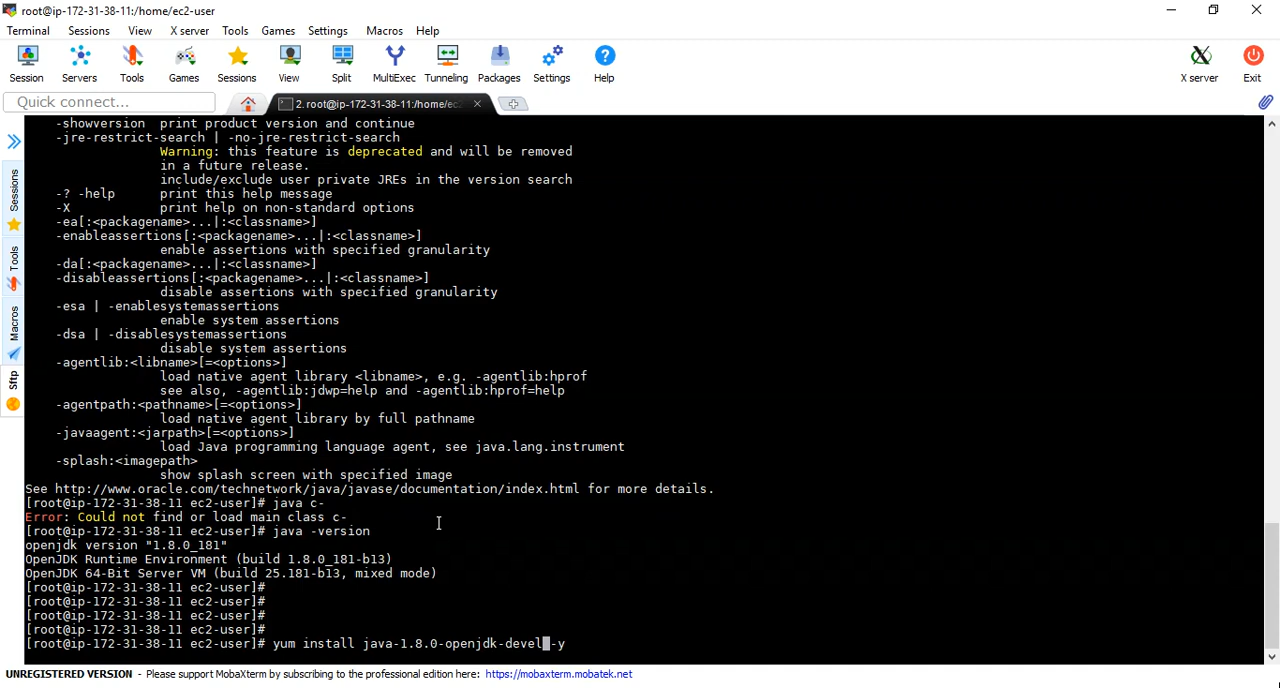 root@ip-172-31-38-11:/home/ec2-user
Terminal Sessions View X server Tools Games Settings Macros Help
Session Servers Tools Games Sessions View Split MultiExec Tunneling Packages Settings Help X server Exit
Quick connect...
2. root@ip-172-31-38-11:/home/ec
Sessions
Tools
Macros
Sftp
-showversion print product version and continue
-jre-restrict-search | -no-jre-restrict-search
Warning: this feature is deprecated and will be removed
in a future release.
include/exclude user private JREs in the version search
-? -help print this help message
-X print help on non-standard options
-ea[:<packagename>...|:<classname>]
-enableassertions[:<packagename>...|:<classname>]
enable assertions with specified granularity
-da[:<packagename>...|:<classname>]
-disableassertions[:<packagename>...|:<classname>]
disable assertions with specified granularity
-esa | -enablesystemassertions
enable system assertions
-dsa | -disablesystemassertions
disable system assertions
-agentlib:<libname>[=<options>]
load native agent library <libname>, e.g. -agentlib:hprof
see also, -agentlib:jdwp=help and -agentlib:hprof=help
-agentpath:<pathname>[=<options>]
load native agent library by full pathname
-javaagent:<jarpath>[=<options>]
load Java programming language agent, see java.lang.instrument
-splash:<imagepath>
show splash screen with specified image
See http://www.oracle.com/technetwork/java/javase/documentation/index.html for more details.
[root@ip-172-31-38-11 ec2-user]# java c-
Error: Could not find or load main class c-
[root@ip-172-31-38-11 ec2-user]# java -version
openjdk version "1.8.0_181"
OpenJDK Runtime Environment (build 1.8.0_181-b13)
OpenJDK 64-Bit Server VM (build 25.181-b13, mixed mode)
[root@ip-172-31-38-11 ec2-user]#
[root@ip-172-31-38-11 ec2-user]#
[root@ip-172-31-38-11 ec2-user]#
[root@ip-172-31-38-11 ec2-user]#
[root@ip-172-31-38-11 ec2-user]# yum install java-1.8.0-openjdk-devel -y
UNREGISTERED VERSION - Please support MobaXterm by subscribing to the professional edition here: https://mobaxterm.mobatek.net